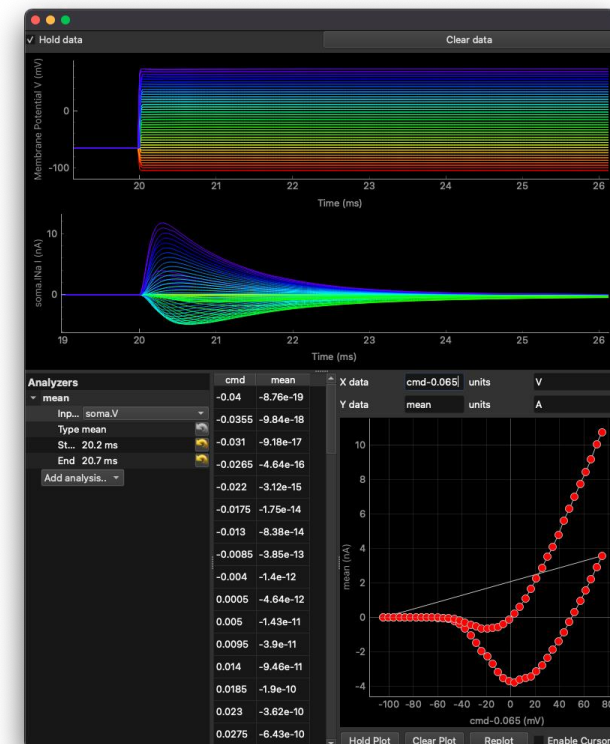 ✓ Hold data Clear data
Membrane Potential V (mV)
0
-100
20 21 22 23 24 25 26
Time (ms)
soma.INa I (nA)
10
0
19 20 21 22 23 24 25 26
Time (ms)
Analyzers
mean
Inp... soma.V
Type mean
St... 20.2 ms
End 20.7 ms
Add analysis..
cmd mean
-0.04 -8.76e-19
-0.0355 -9.84e-18
-0.031 -9.18e-17
-0.0265 -4.64e-16
-0.022 -3.12e-15
-0.0175 -1.75e-14
-0.013 -8.38e-14
-0.0085 -3.85e-13
-0.004 -1.4e-12
0.0005 -4.64e-12
0.005 -1.43e-11
0.0095 -3.9e-11
0.014 -9.46e-11
0.0185 -1.9e-10
0.023 -3.62e-10
0.0275 -6.43e-10
X data cmd-0.065 units V
Y data mean units A
mean (nA)
10
8
6
4
2
0
-2
-4
-100 -80 -60 -40 -20 0 20 40 60 80
cmd-0.065 (mV)
Hold Plot Clear Plot Replot Enable Cursor